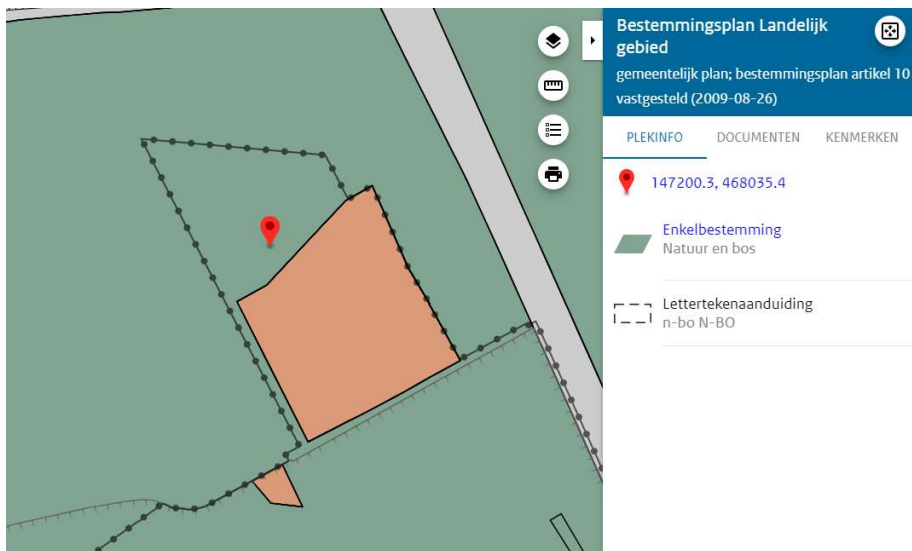 Bestemmingsplan Landelijk
gebied
gemeentelijk plan; bestemmingsplan artikel 10
vastgesteld (2009-08-26)
PLEKINFO DOCUMENTEN KENMERKEN
147200.3, 468035.4
Enkelbestemming
Natuur en bos
Lettertekenaanduiding
n-bo N-BO